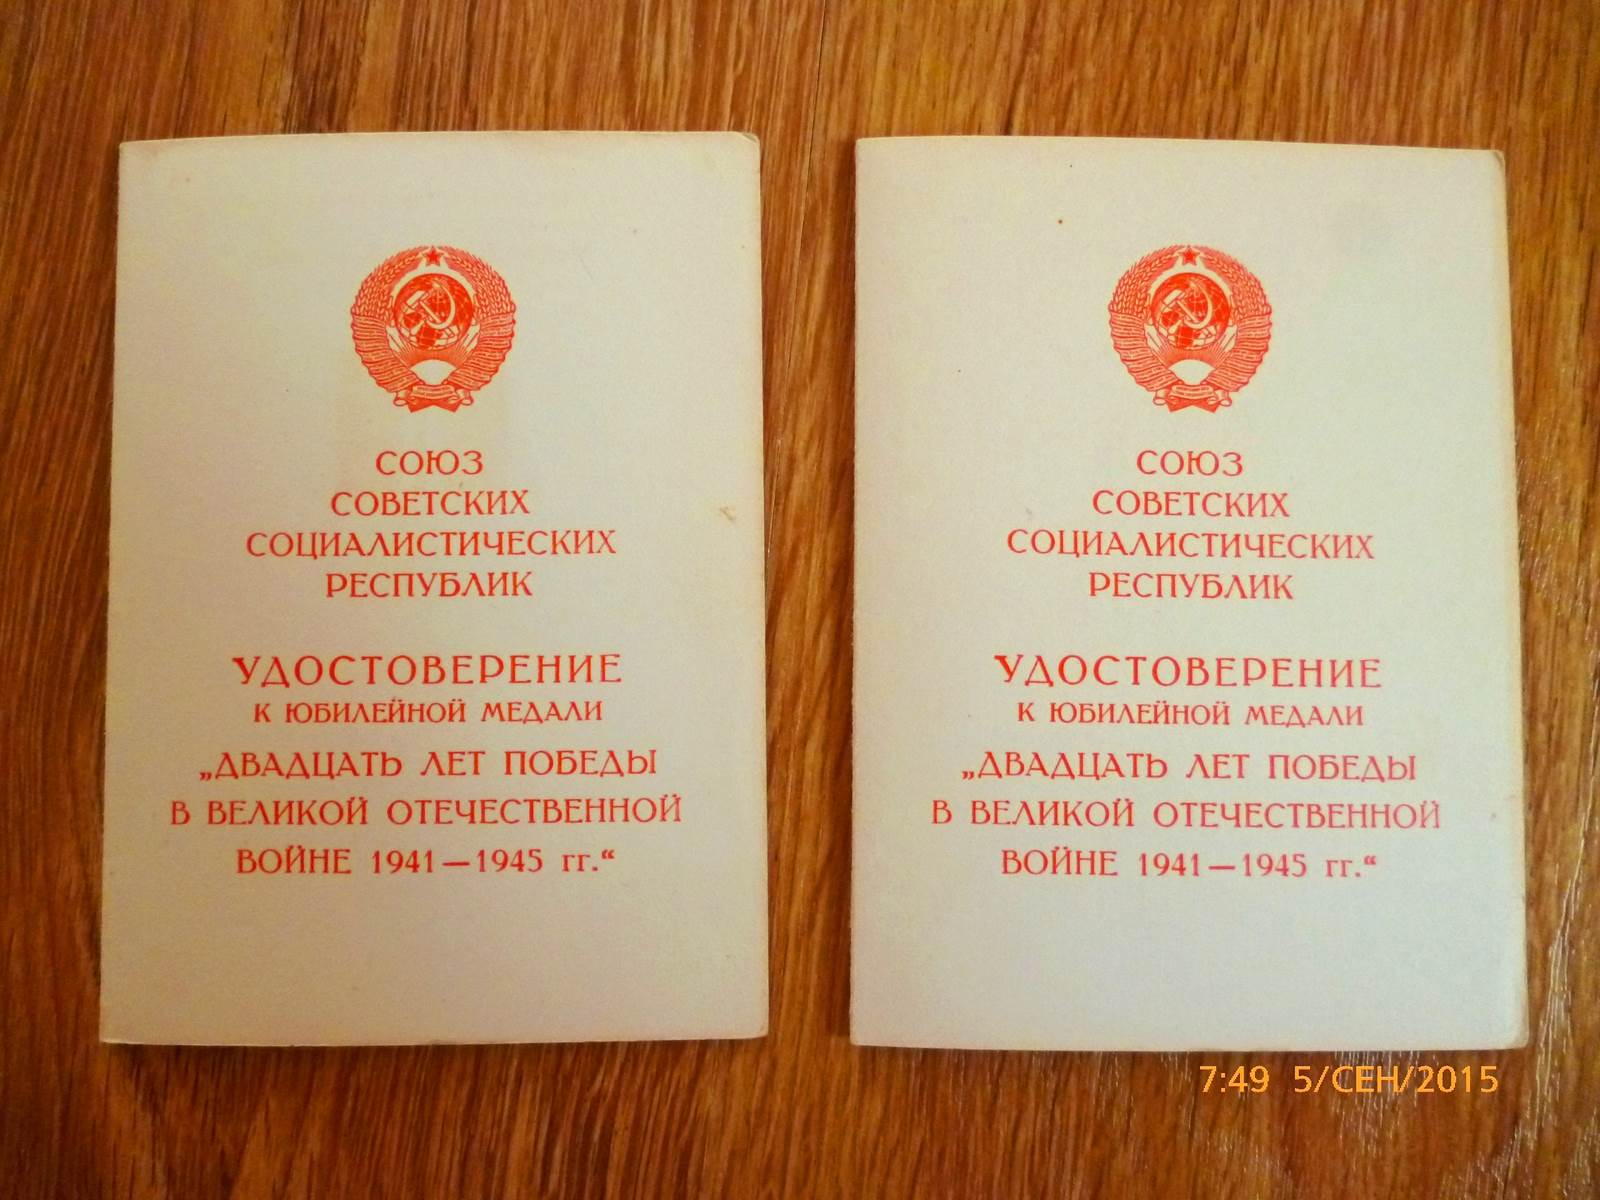 СОЮЗ
СОВЕТСКИХ
СОЦИАЛИСТИЧЕСКИХ
РЕСПУБЛИК
УДОСТОВЕРЕНИЕ
К ЮБИЛЕЙНОЙ МЕДАЛИ
„ДВАДЦАТЬ ЛЕТ ПОБЕДЫ
В ВЕЛИКОЙ ОТЕЧЕСТВЕННОЙ
ВОЙНЕ 1941—1945 гг.“
СОЮЗ
СОВЕТСКИХ
СОЦИАЛИСТИЧЕСКИХ
РЕСПУБЛИК
УДОСТОВЕРЕНИЕ
К ЮБИЛЕЙНОЙ МЕДАЛИ
„ДВАДЦАТЬ ЛЕТ ПОБЕДЫ
В ВЕЛИКОЙ ОТЕЧЕСТВЕННОЙ
ВОЙНЕ 1941—1945 гг.“
7:49 5/СЕН/2015